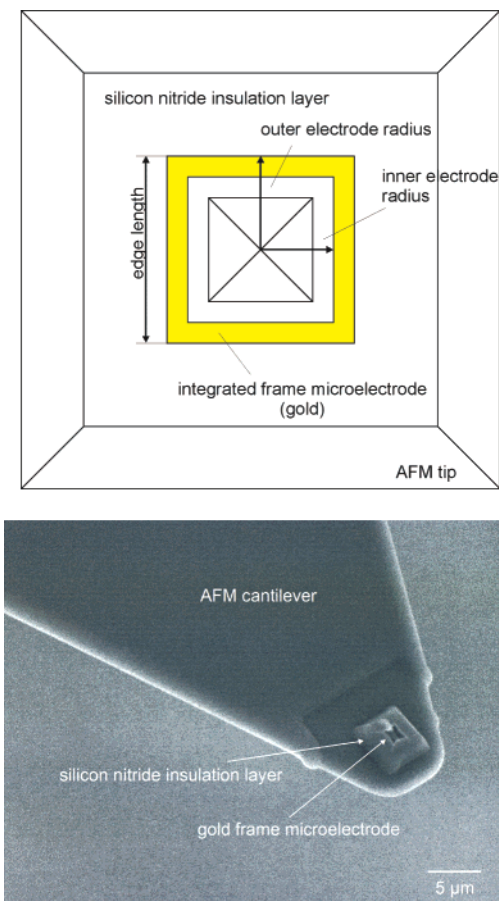 silicon nitride insulation layer
outer electrode radius
inner electrode
radius
edge length
integrated frame microelectrode
(gold)
AFM tip
AFM cantilever
silicon nitride insulation layer
gold frame microelectrode
5 µm